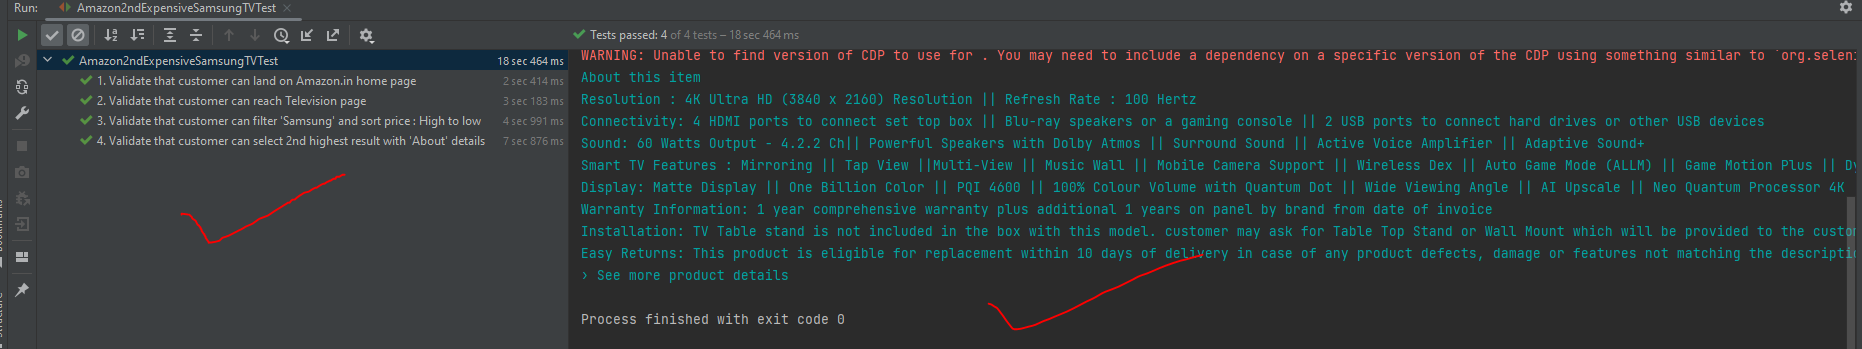 Run: Amazon2ndExpensiveSamsungTVTest
Tests passed: 4 of 4 tests – 18 sec 464 ms
Amazon2ndExpensiveSamsungTVTest 18 sec 464 ms
1. Validate that customer can land on Amazon.in home page 2 sec 414 ms
2. Validate that customer can reach Television page 3 sec 183 ms
3. Validate that customer can filter 'Samsung' and sort price : High to low 4 sec 991 ms
4. Validate that customer can select 2nd highest result with 'About' details 7 sec 876 ms
WARNING: Unable to find version of CDP to use for . You may need to include a dependency on a specific version of the CDP using something similar to `org.seleni
About this item
Resolution : 4K Ultra HD (3840 x 2160) Resolution || Refresh Rate : 100 Hertz
Connectivity: 4 HDMI ports to connect set top box || Blu-ray speakers or a gaming console || 2 USB ports to connect hard drives or other USB devices
Sound: 60 Watts Output - 4.2.2 Ch|| Powerful Speakers with Dolby Atmos || Surround Sound || Active Voice Amplifier || Adaptive Sound+
Smart TV Features : Mirroring || Tap View ||Multi-View || Music Wall || Mobile Camera Support || Wireless Dex || Auto Game Mode (ALLM) || Game Motion Plus || Dy
Display: Matte Display || One Billion Color || PQI 4600 || 100% Colour Volume with Quantum Dot || Wide Viewing Angle || AI Upscale || Neo Quantum Processor 4K
Warranty Information: 1 year comprehensive warranty plus additional 1 years on panel by brand from date of invoice
Installation: TV Table stand is not included in the box with this model. customer may ask for Table Top Stand or Wall Mount which will be provided to the custom
Easy Returns: This product is eligible for replacement within 10 days of delivery in case of any product defects, damage or features not matching the descriptio
› See more product details
Process finished with exit code 0